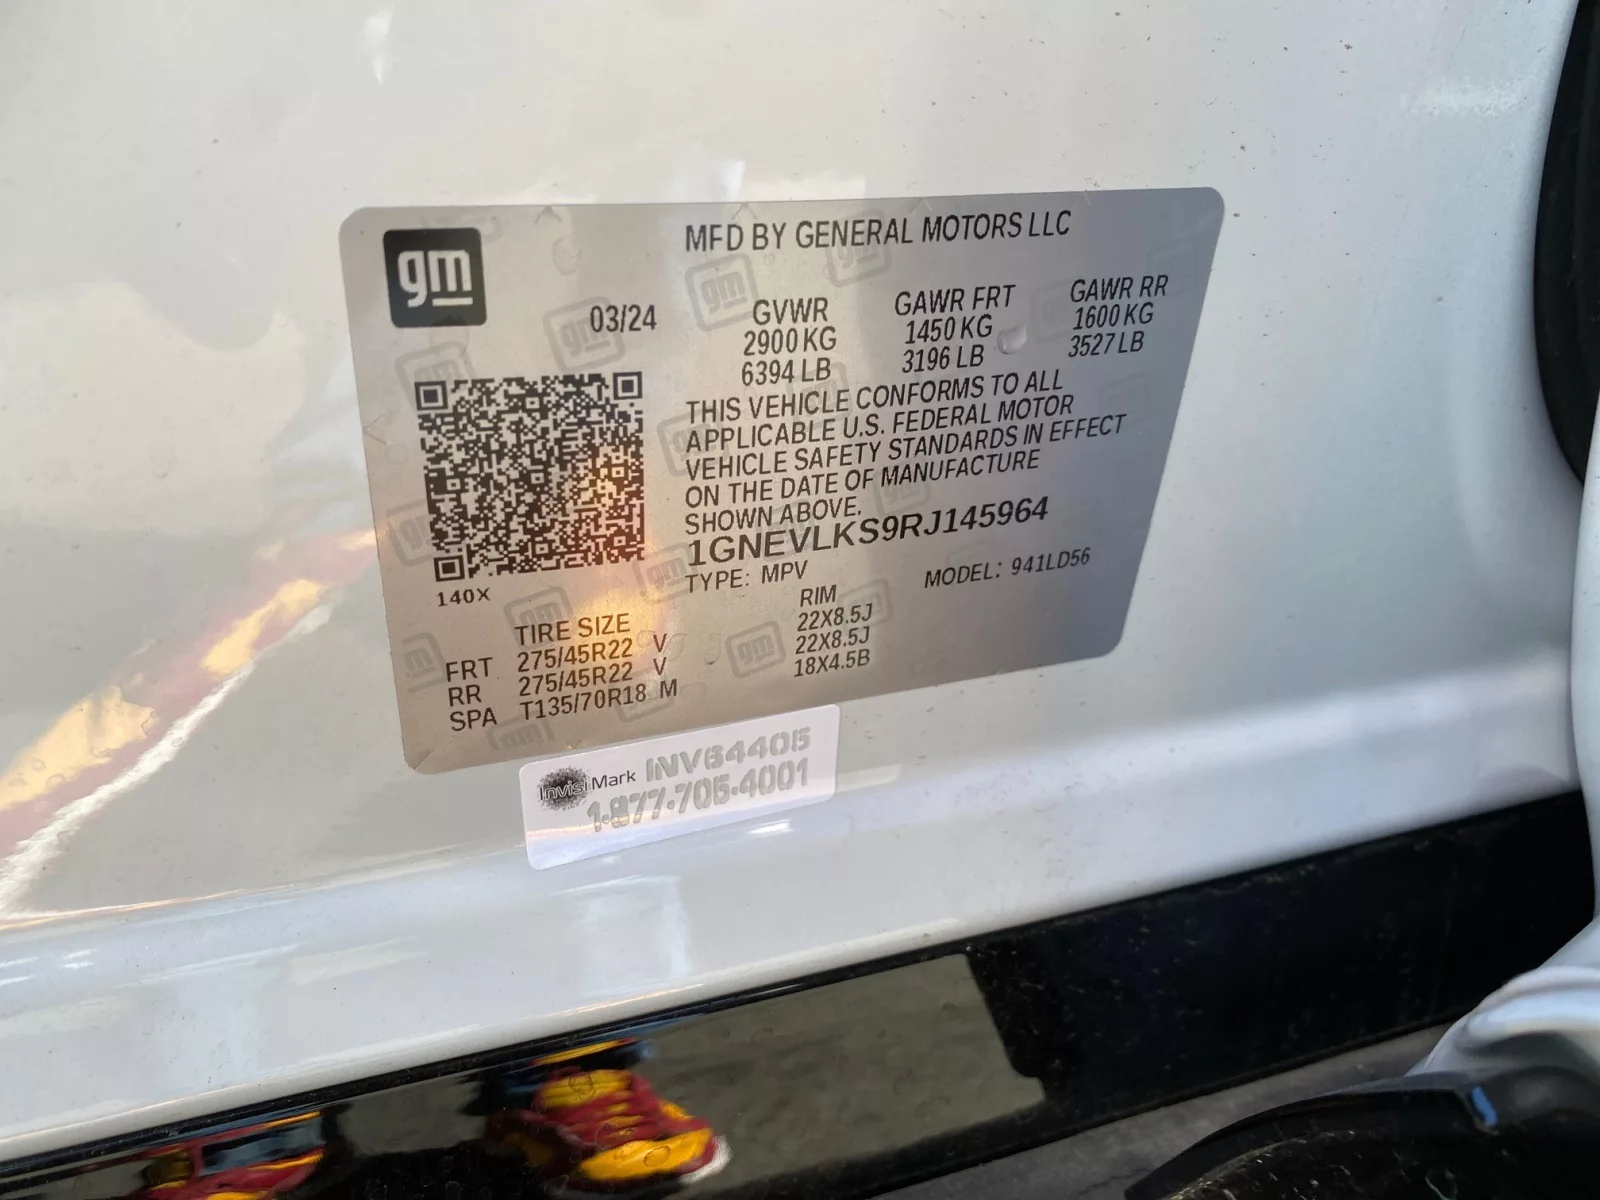 gm
MFD BY GENERAL MOTORS LLC
03/24
GVWR GAWR FRT GAWR RR
2900 KG 1450 KG 1600 KG
6394 LB 3196 LB 3527 LB
THIS VEHICLE CONFORMS TO ALL
APPLICABLE U.S. FEDERAL MOTOR
VEHICLE SAFETY STANDARDS IN EFFECT
ON THE DATE OF MANUFACTURE
SHOWN ABOVE.
1GNEVLKS9RJ145964
TYPE: MPV MODEL: 941LD56
140X
TIRE SIZE RIM
FRT 275/45R22 V 22X8.5J
RR 275/45R22 V 22X8.5J
SPA T135/70R18 M 18X4.5B
InvisiMark INV64405
1-877-705-4001